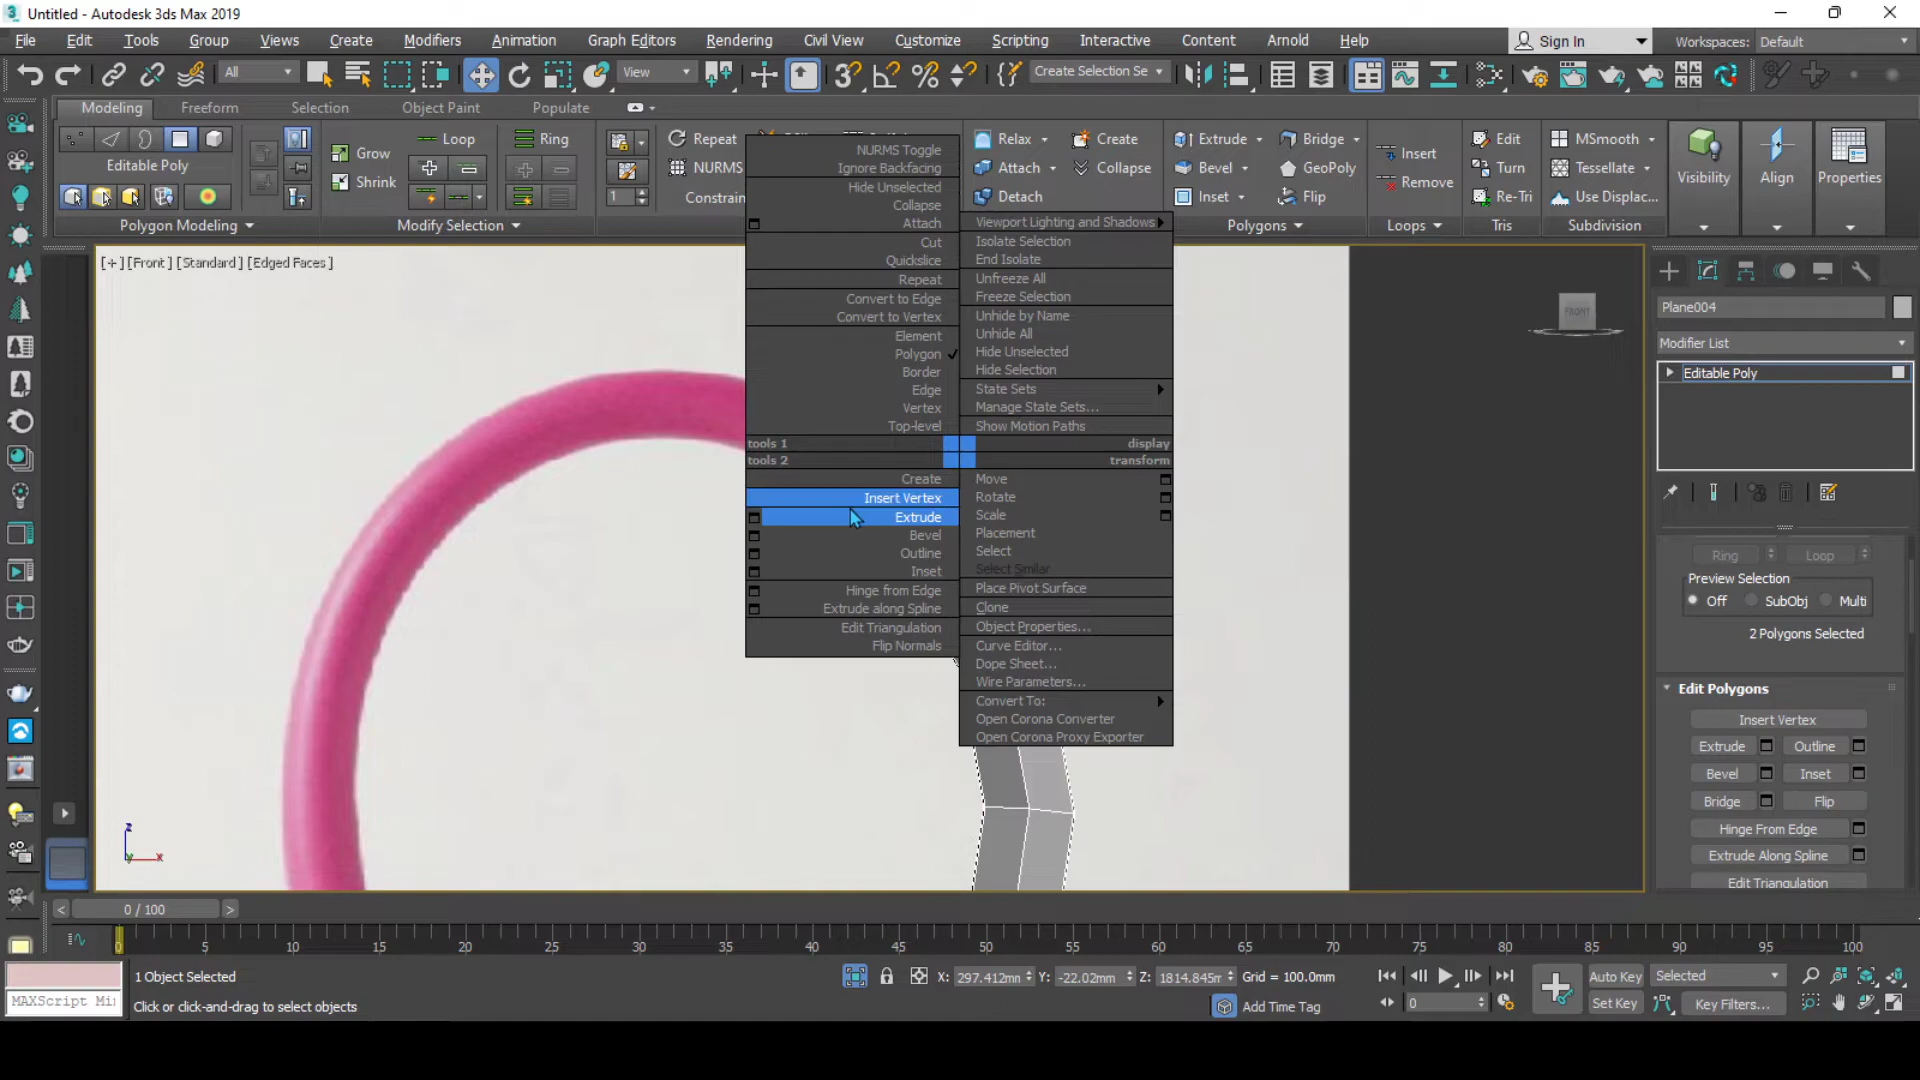 Untitled - Autodesk 3ds Max 2019
File Edit Tools Group Views Create Modifiers Animation Graph Editors Rendering Civil View Customize Scripting Interactive Content Arnold Help Sign In Workspaces: Default
All View Create Selection Se
Modeling Freeform Selection Object Paint Populate
Loop Ring Repeat Relax Create Extrude Bridge Edit MSmooth
Editable Poly Grow NURMS Attach Collapse Bevel GeoPoly Insert Turn Tessellate
Shrink 1 Constrain Detach Inset Flip Remove Re-Tri Use Displac...
Visibility Align Properties
Polygon Modeling Modify Selection Polygons Loops Tris Subdivision
[+] [Front] [Standard] [Edged Faces]
NURMS Toggle
Ignore Backfacing
Hide Unselected
Collapse
Attach
Cut
Quickslice
Repeat
Convert to Edge
Convert to Vertex
Element
Polygon
Border
Edge
Vertex
Top-level
tools 1
tools 2
Create
Insert Vertex
Extrude
Bevel
Outline
Inset
Hinge from Edge
Extrude along Spline
Edit Triangulation
Flip Normals
Viewport Lighting and Shadows
Isolate Selection
End Isolate
Unfreeze All
Freeze Selection
Unhide by Name
Unhide All
Hide Unselected
Hide Selection
State Sets
Manage State Sets...
Show Motion Paths
display
transform
Move
Rotate
Scale
Placement
Select
Select Similar
Place Pivot Surface
Clone
Object Properties...
Curve Editor...
Dope Sheet...
Wire Parameters...
Convert To:
Open Corona Converter
Open Corona Proxy Exporter
FRONT
z
y x
Plane004
Modifier List
Editable Poly
Ring Loop
Preview Selection
Off SubObj Multi
2 Polygons Selected
Edit Polygons
Insert Vertex
Extrude Outline
Bevel Inset
Bridge Flip
Hinge From Edge
Extrude Along Spline
Edit Triangulation
< 0 / 100 >
0 5 10 15 20 25 30 35 40 45 50 55 60 65 70 75 80 85 90 95 100
1 Object Selected X: 297.412mm Y: -22.02mm Z: 1814.845m Grid = 100.0mm Auto Key Selected
MAXScript Mi Click or click-and-drag to select objects Add Time Tag 0 Set Key Key Filters...